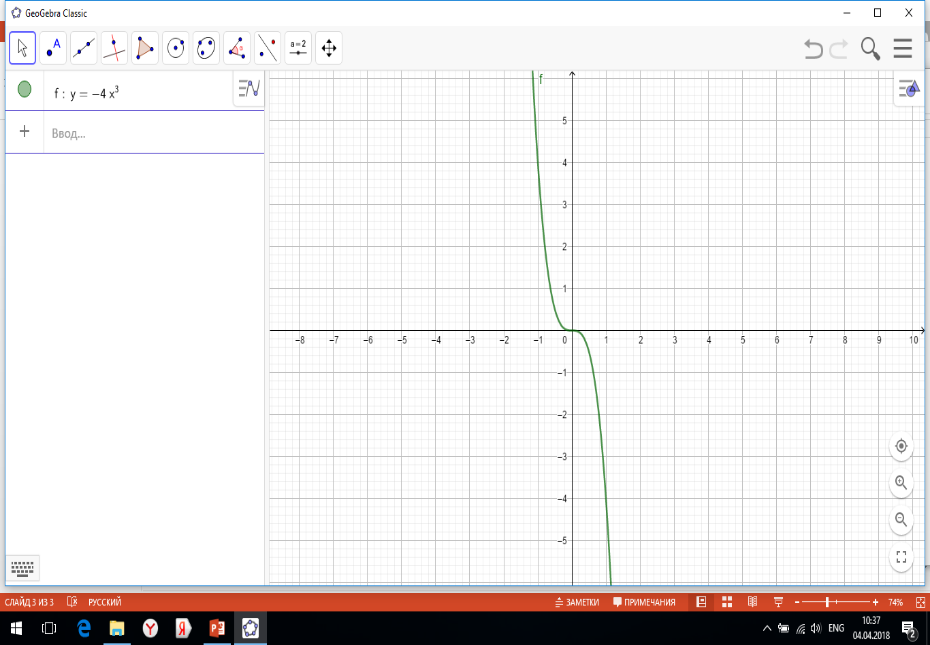 GeoGebra Classic
A
a = 2
f : y = −4 x³
+ Ввод...
f
5
4
3
2
1
−8 −7 −6 −5 −4 −3 −2 −1 0 1 2 3 4 5 6 7 8 9 10
−1
−2
−3
−4
−5
СЛАЙД 3 ИЗ 3 РУССКИЙ ЗАМЕТКИ ПРИМЕЧАНИЯ − + 74%
10:37
ENG
04.04.2018
2